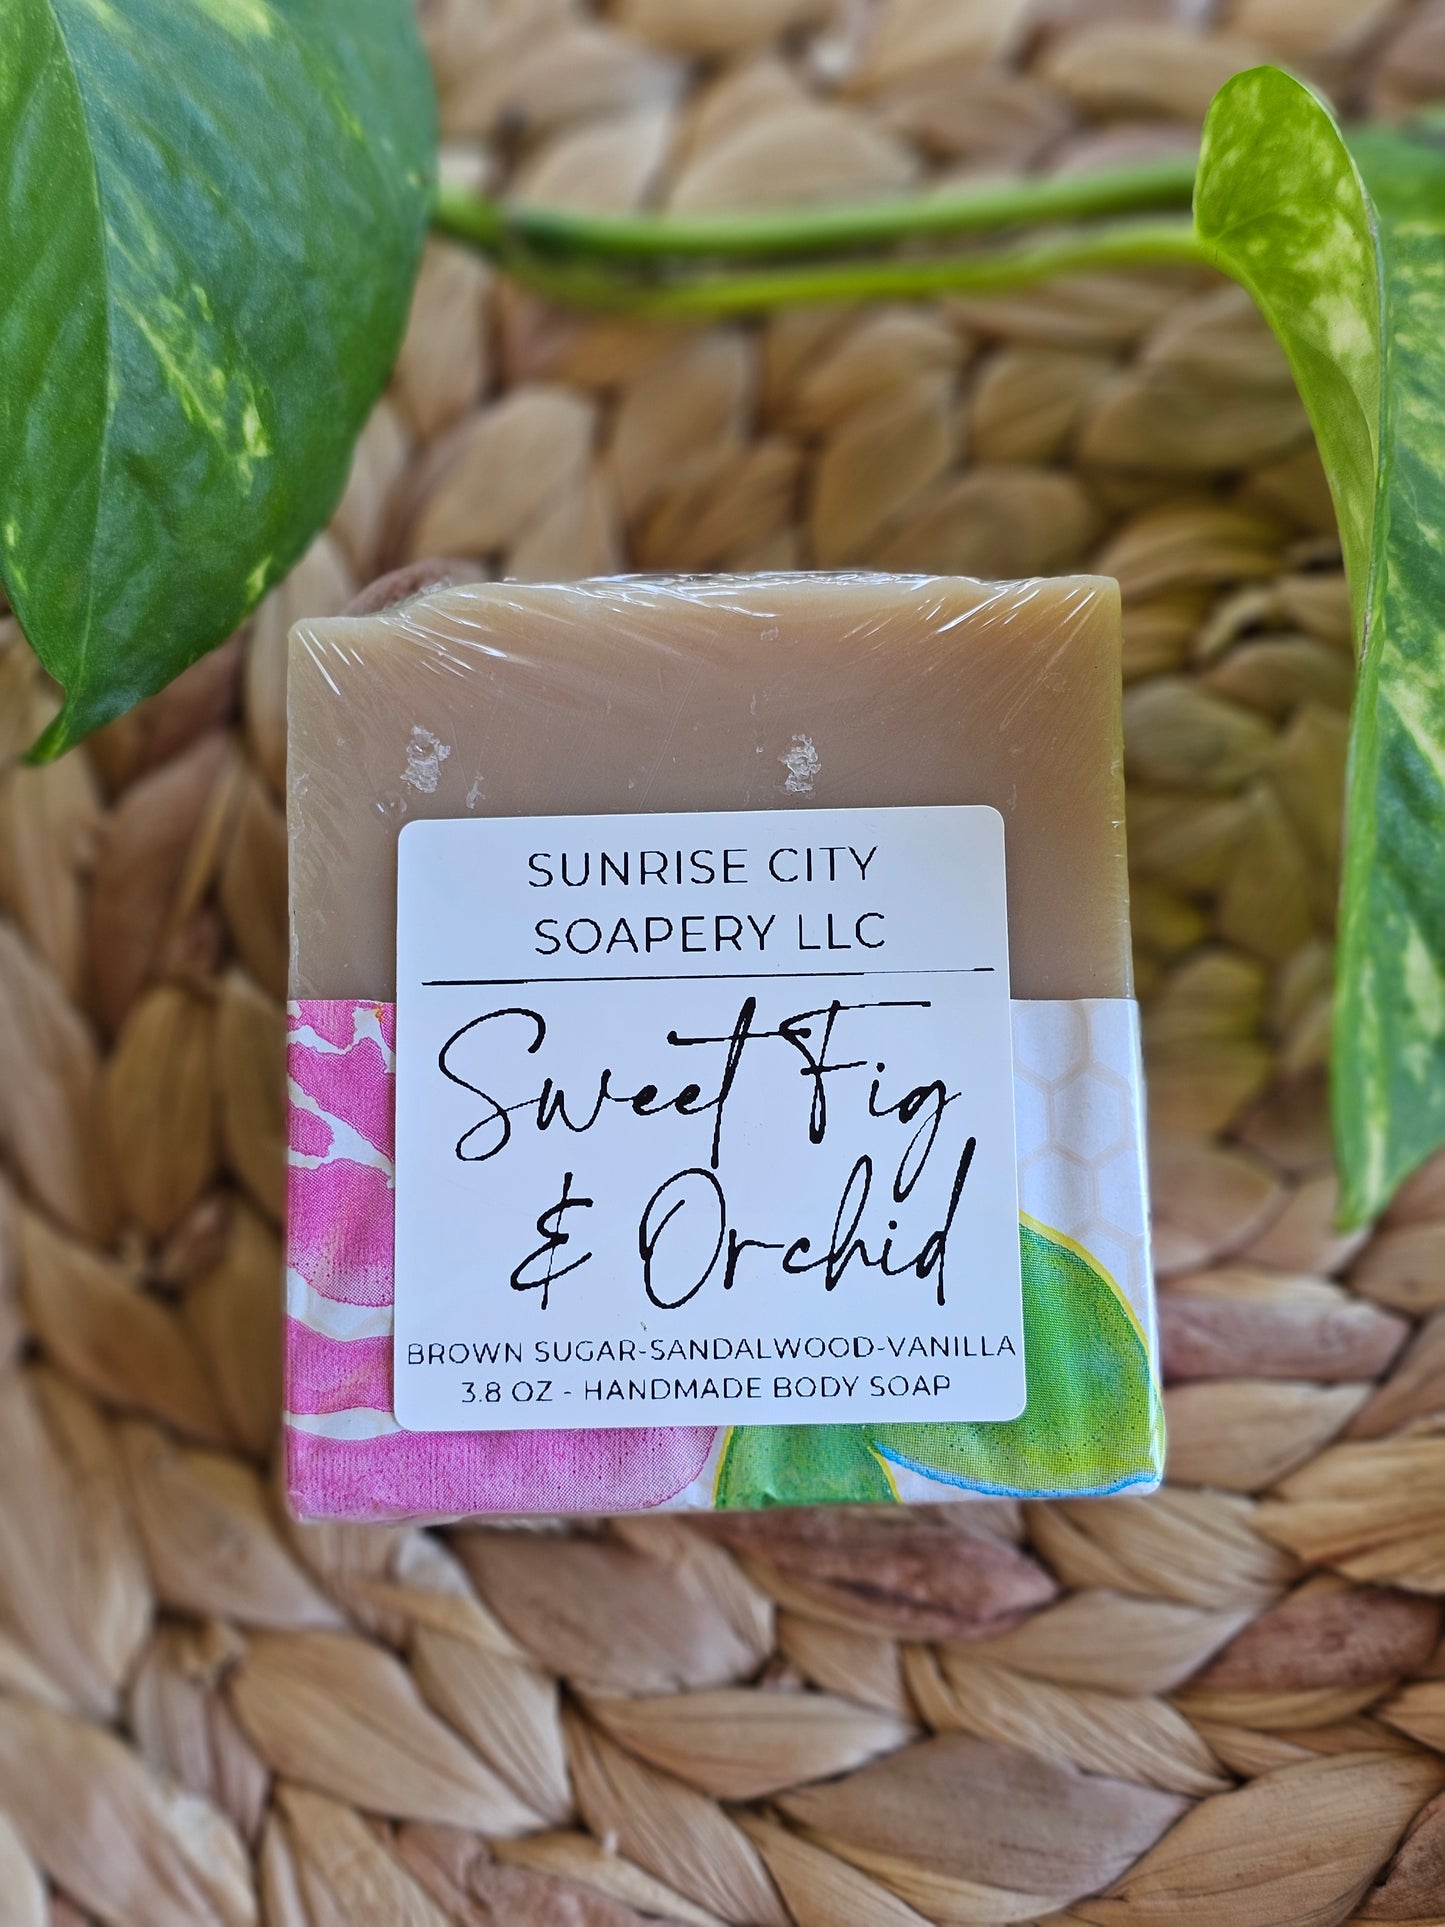 SUNRISE CITY
SOAPERY LLC
Sweet Fig
& Orchid
BROWN SUGAR-SANDALWOOD-VANILLA
3.8 OZ - HANDMADE BODY SOAP